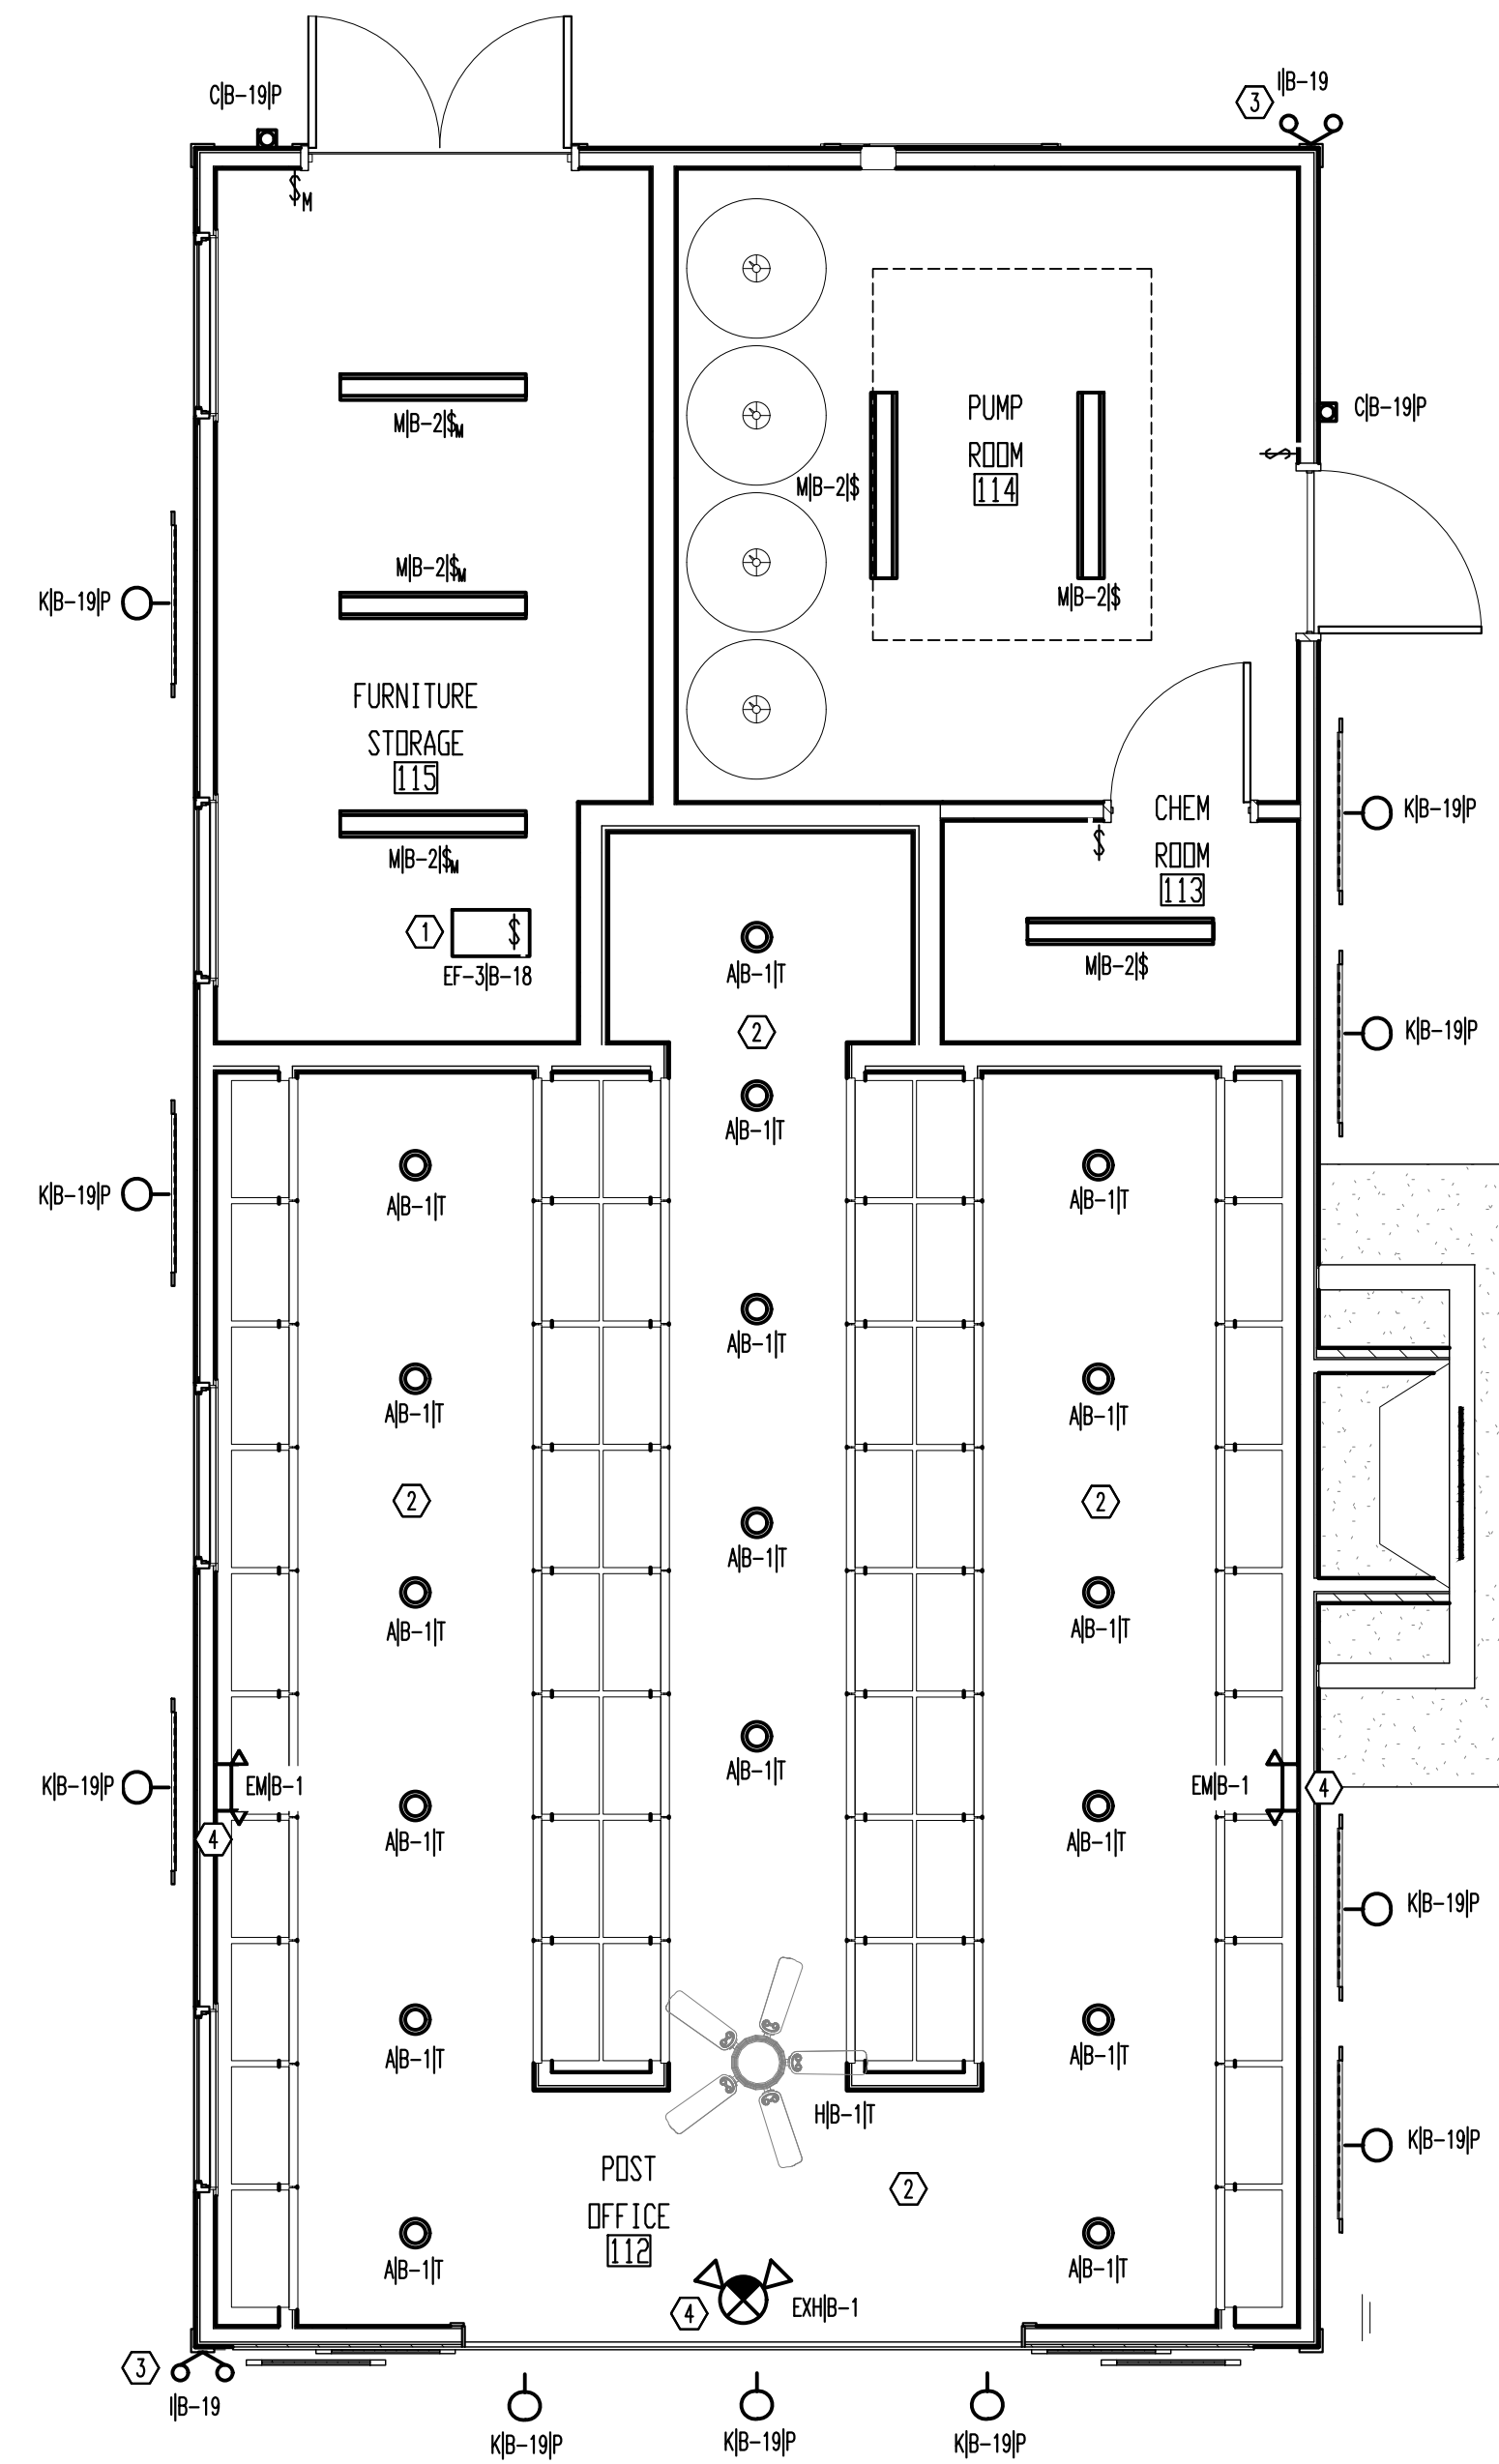 I|B-19
3
C|B-19|P
$M
C|B-19|P
$
PUMP
ROOM
114
M|B-2|$M
M|B-2|$
M|B-2|$M
M|B-2|$
K|B-19|P
FURNITURE
STORAGE
115
CHEM
ROOM
113
K|B-19|P
$
M|B-2|$M
1
$
EF-3|B-18
A|B-1|T
M|B-2|$
2
K|B-19|P
A|B-1|T
K|B-19|P
A|B-1|T
A|B-1|T
A|B-1|T
A|B-1|T
A|B-1|T
2
2
A|B-1|T
A|B-1|T
A|B-1|T
K|B-19|P
EM|B-1
A|B-1|T
EM|B-1
4
4
A|B-1|T
A|B-1|T
K|B-19|P
A|B-1|T
A|B-1|T
H|B-1|T
K|B-19|P
POST
OFFICE
112
2
A|B-1|T
A|B-1|T
4
EXH|B-1
3
I|B-19
K|B-19|P
K|B-19|P
K|B-19|P